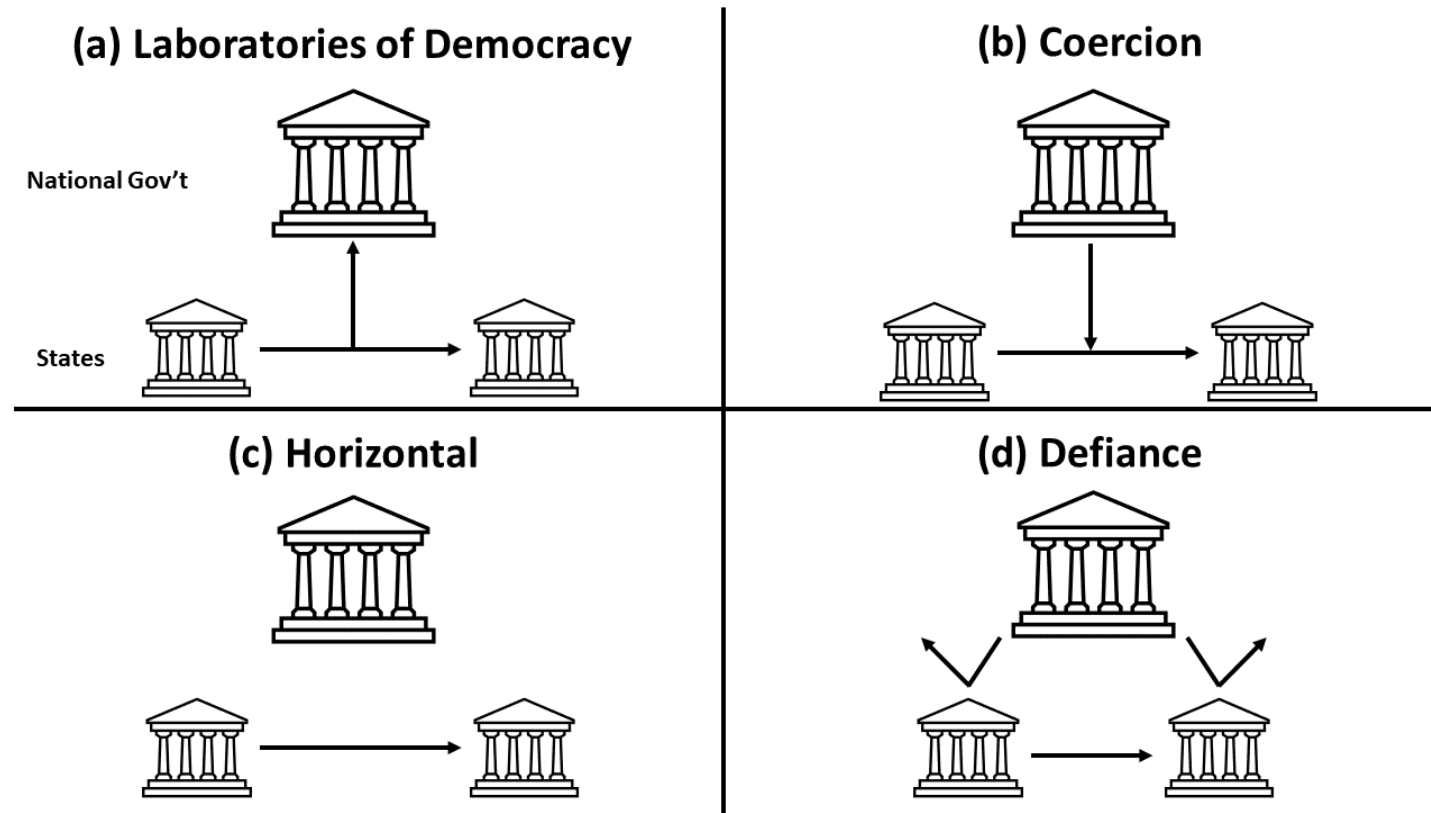 (a) Laboratories of Democracy
(b) Coercion
National Gov't
States
(c) Horizontal
(d) Defiance